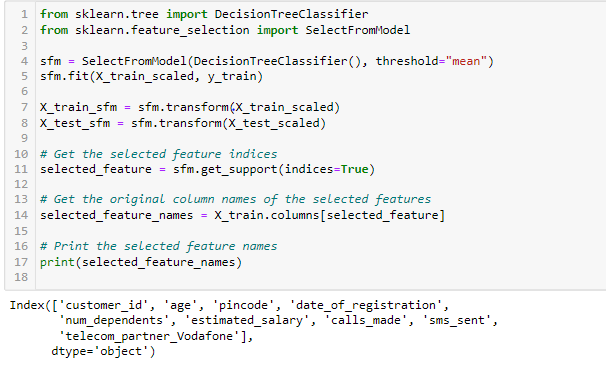 1 from sklearn.tree import DecisionTreeClassifier
2 from sklearn.feature_selection import SelectFromModel
3
4 sfm = SelectFromModel(DecisionTreeClassifier(), threshold="mean")
5 sfm.fit(X_train_scaled, y_train)
6
7 X_train_sfm = sfm.transform(X_train_scaled)
8 X_test_sfm = sfm.transform(X_test_scaled)
9
10 # Get the selected feature indices
11 selected_feature = sfm.get_support(indices=True)
12
13 # Get the original column names of the selected features
14 selected_feature_names = X_train.columns[selected_feature]
15
16 # Print the selected feature names
17 print(selected_feature_names)
18
Index(['customer_id', 'age', 'pincode', 'date_of_registration',
'num_dependents', 'estimated_salary', 'calls_made', 'sms_sent',
'telecom_partner_Vodafone'],
dtype='object')